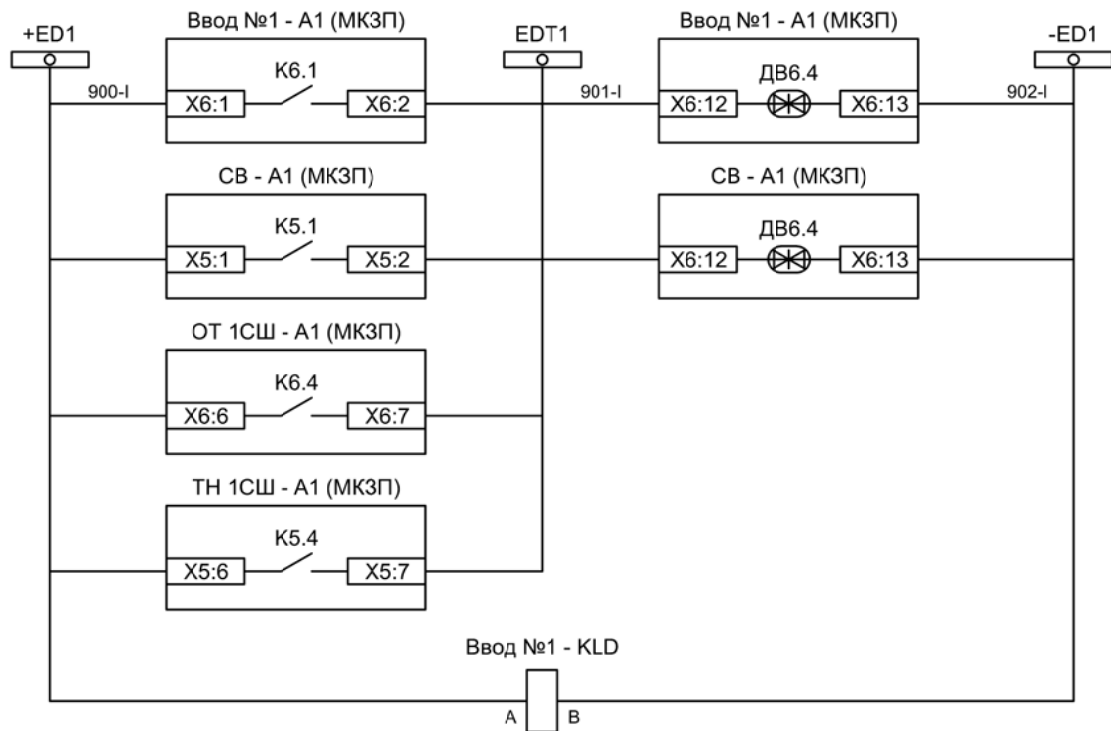 Ввод №1 - А1 (МКЗП)
Ввод №1 - А1 (МКЗП)
+ED1
EDT1
-ED1
К6.1
ДВ6.4
900-I
901-I
902-I
X6:1
X6:2
X6:12
X6:13
СВ - А1 (МКЗП)
СВ - А1 (МКЗП)
К5.1
ДВ6.4
X5:1
X5:2
X6:12
X6:13
ОТ 1СШ - А1 (МКЗП)
К6.4
X6:6
X6:7
ТН 1СШ - А1 (МКЗП)
К5.4
X5:6
X5:7
Ввод №1 - KLD
A
B